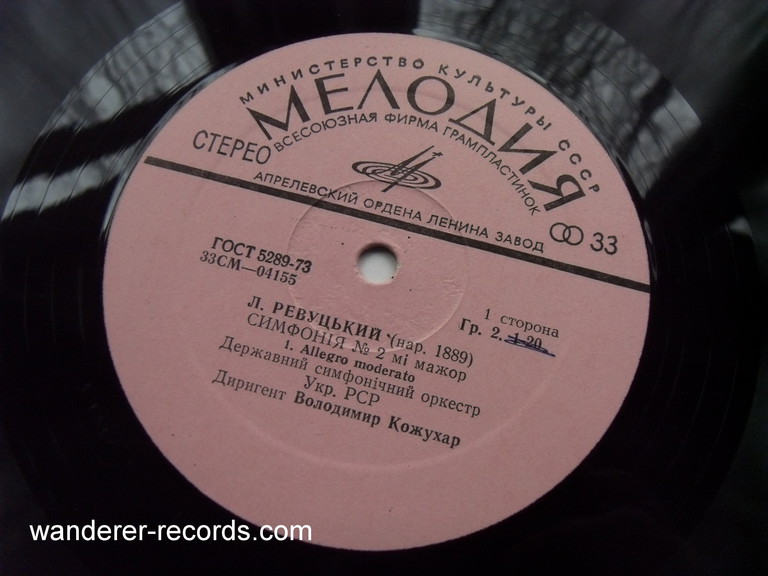 МИНИСТЕРСТВО КУЛЬТУРЫ СССР
МЕЛОДИЯ
ВСЕСОЮЗНАЯ ФИРМА ГРАМПЛАСТИНОК
СТЕРЕО
АПРЕЛЕВСКИЙ ОРДЕНА ЛЕНИНА ЗАВОД
33
ГОСТ 5289-73
33СМ—04155
1 сторона
Гр. 2. 1-20
Л. РЕВУЦЬКИЙ (нар. 1889)
СИМФОНІЯ № 2 мі мажор
1. Allegro moderato
Державний симфонічний оркестр
Укр. РСР
Диригент Володимир Кожухар
wanderer-records.com